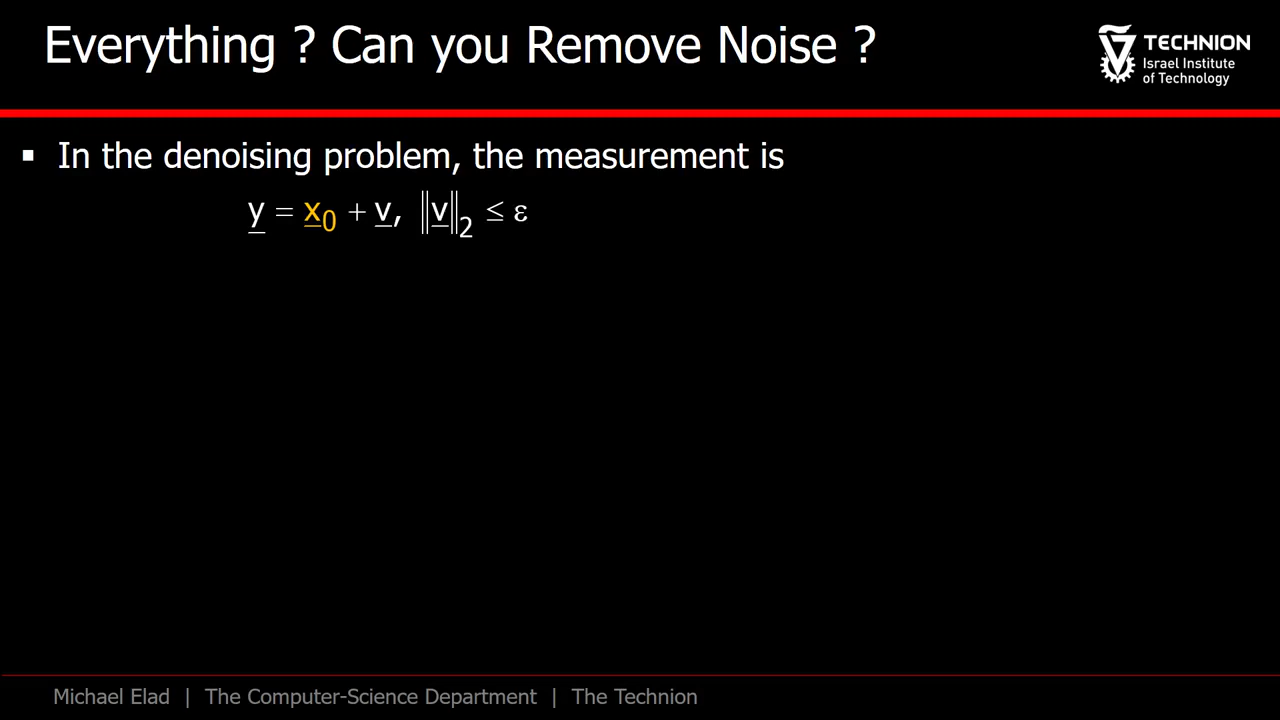 Everything ? Can you Remove Noise ?
TECHNION
Israel Institute
of Technology
▪ In the denoising problem, the measurement is
y = x₀ + v, ‖v‖₂ ≤ ε
Michael Elad | The Computer-Science Department | The Technion